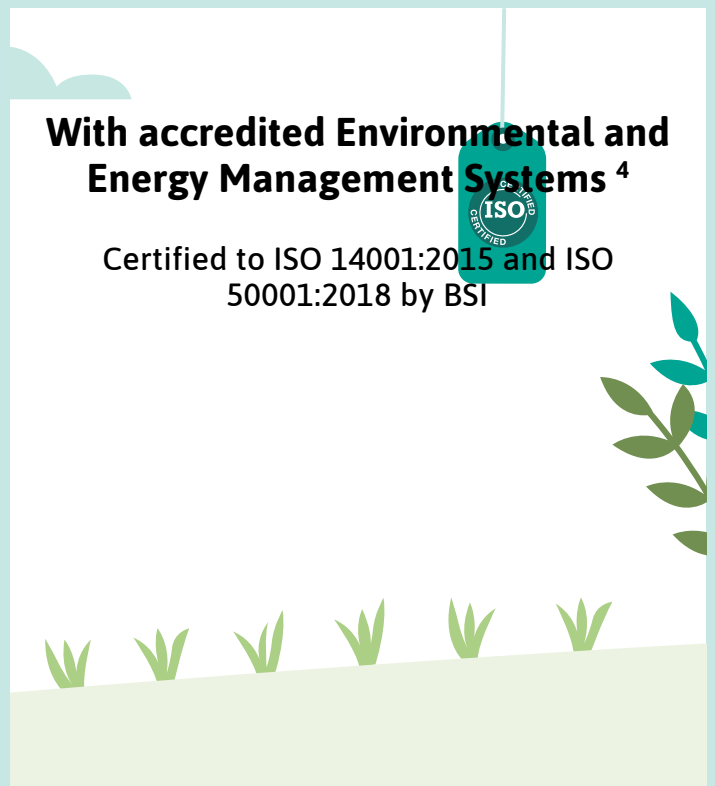 With accredited Environmental and
Energy Management Systems ⁴
CERTIFIED
ISO
CERTIFIED
Certified to ISO 14001:2015 and ISO
50001:2018 by BSI